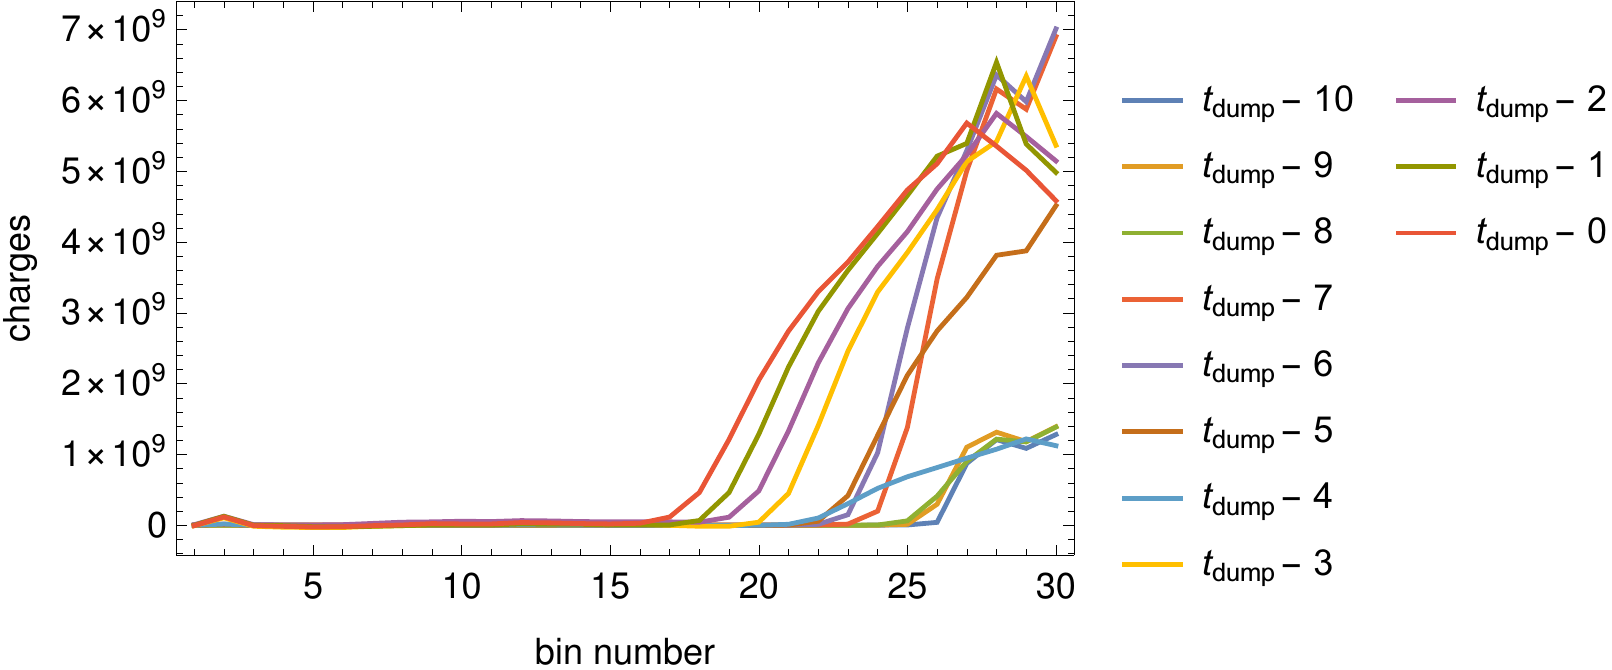 7×10⁹
6×10⁹
5×10⁹
4×10⁹
3×10⁹
2×10⁹
1×10⁹
0
charges
5 10 15 20 25 30
bin number
t_dump − 10
t_dump − 9
t_dump − 8
t_dump − 7
t_dump − 6
t_dump − 5
t_dump − 4
t_dump − 3
t_dump − 2
t_dump − 1
t_dump − 0